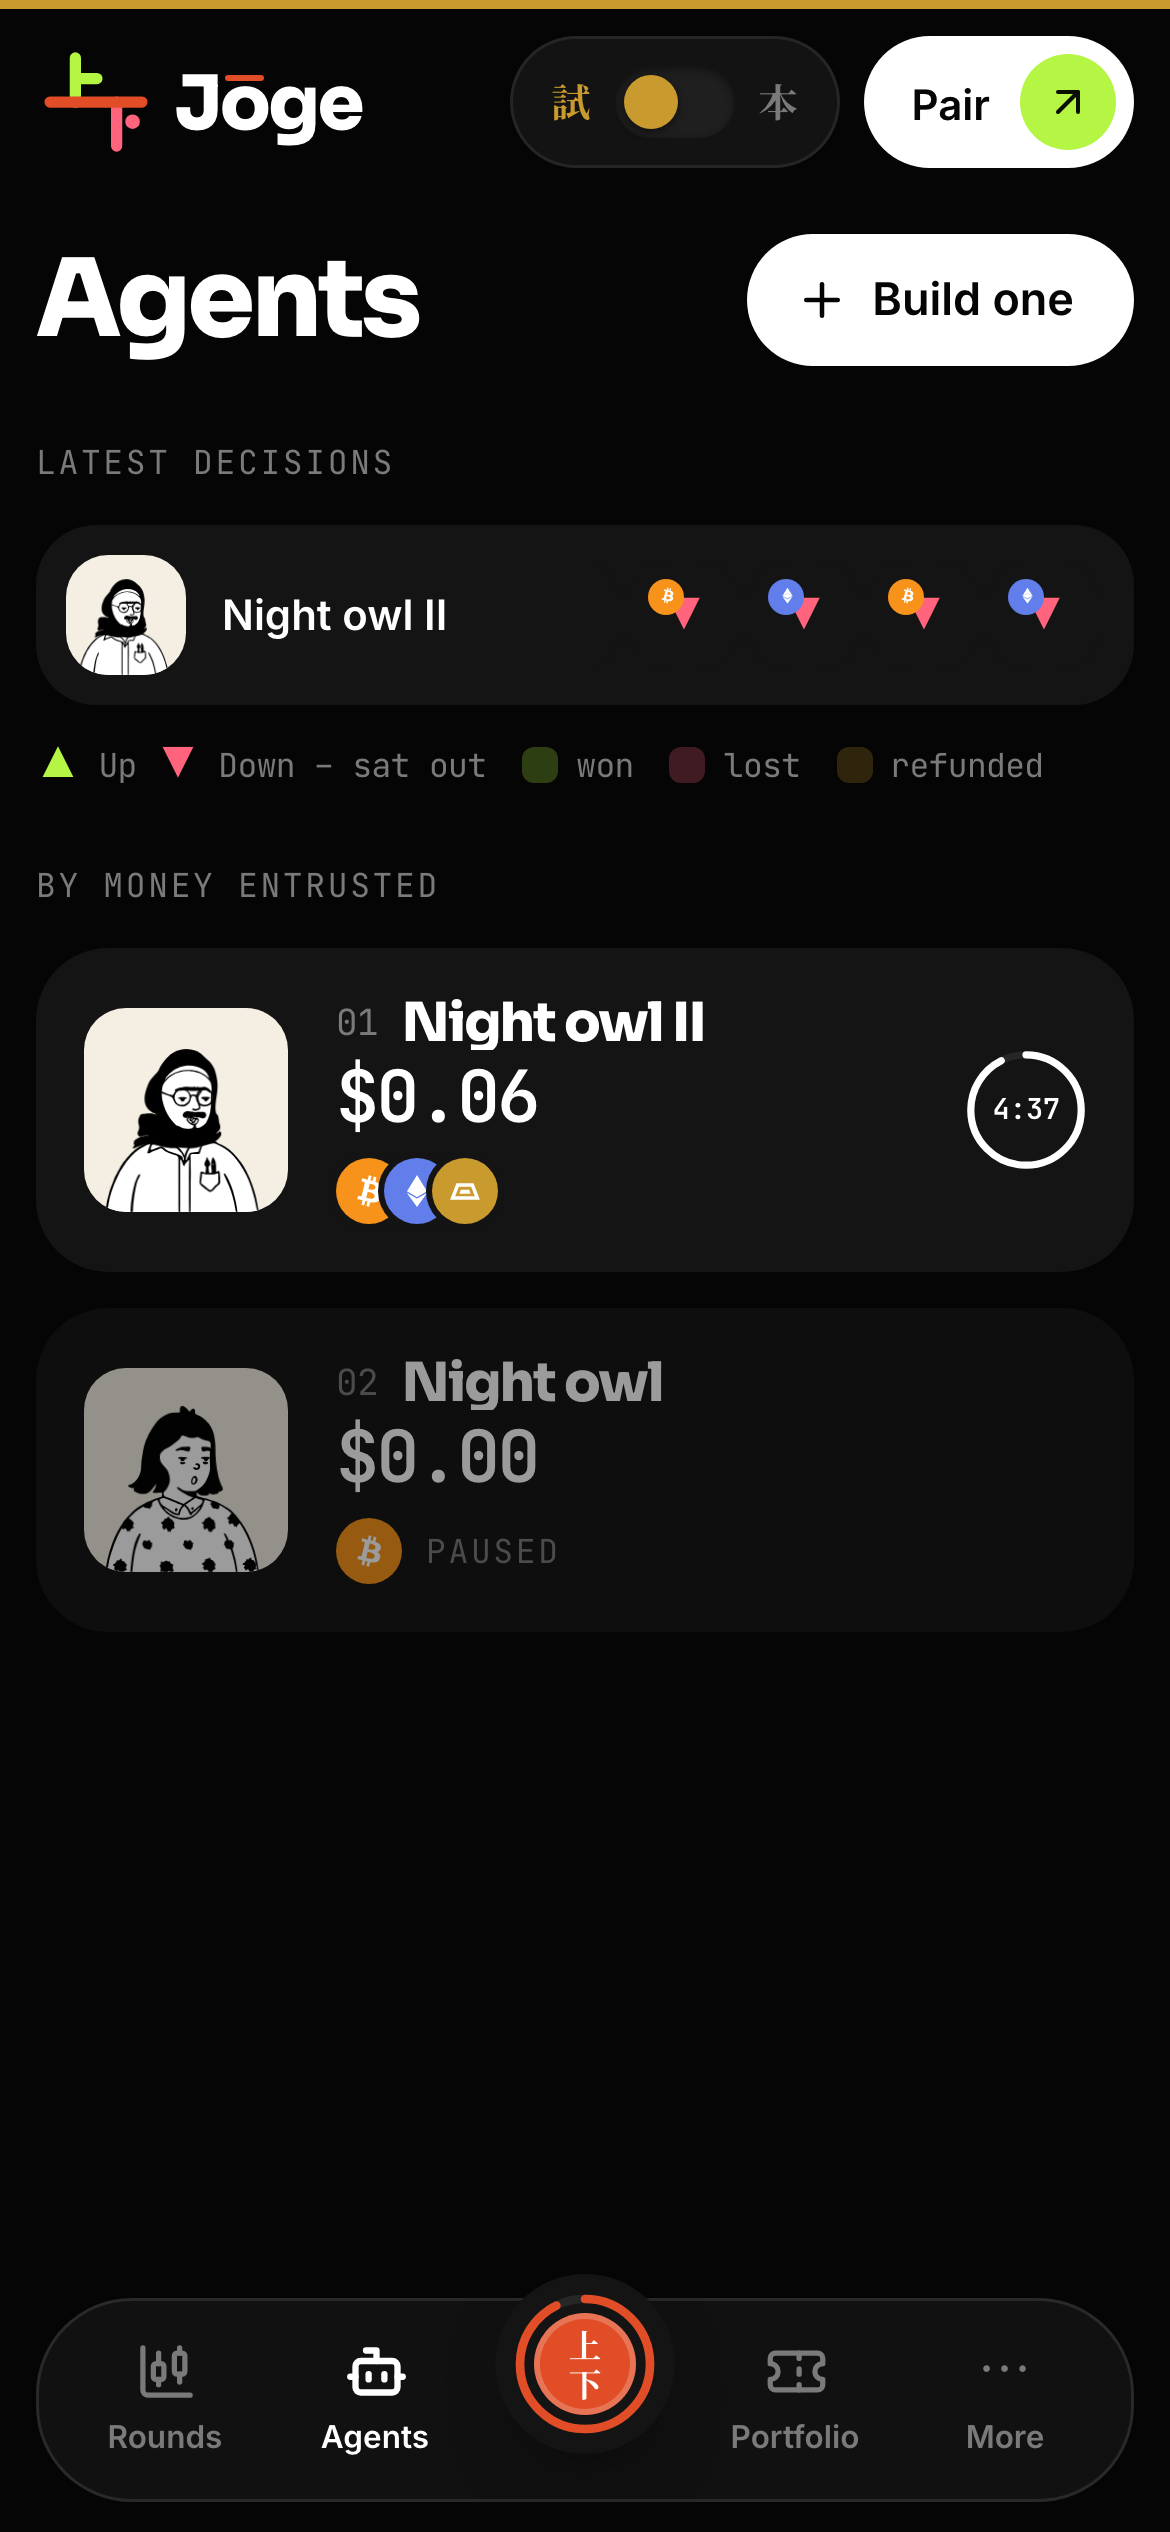 Jōge
試 本
Pair
Agents
Build one
LATEST DECISIONS
Night owl II
Up Down – sat out won lost refunded
BY MONEY ENTRUSTED
01 Night owl II
$0.06
4:37
02 Night owl
$0.00
PAUSED
上
下
Rounds Agents Portfolio More